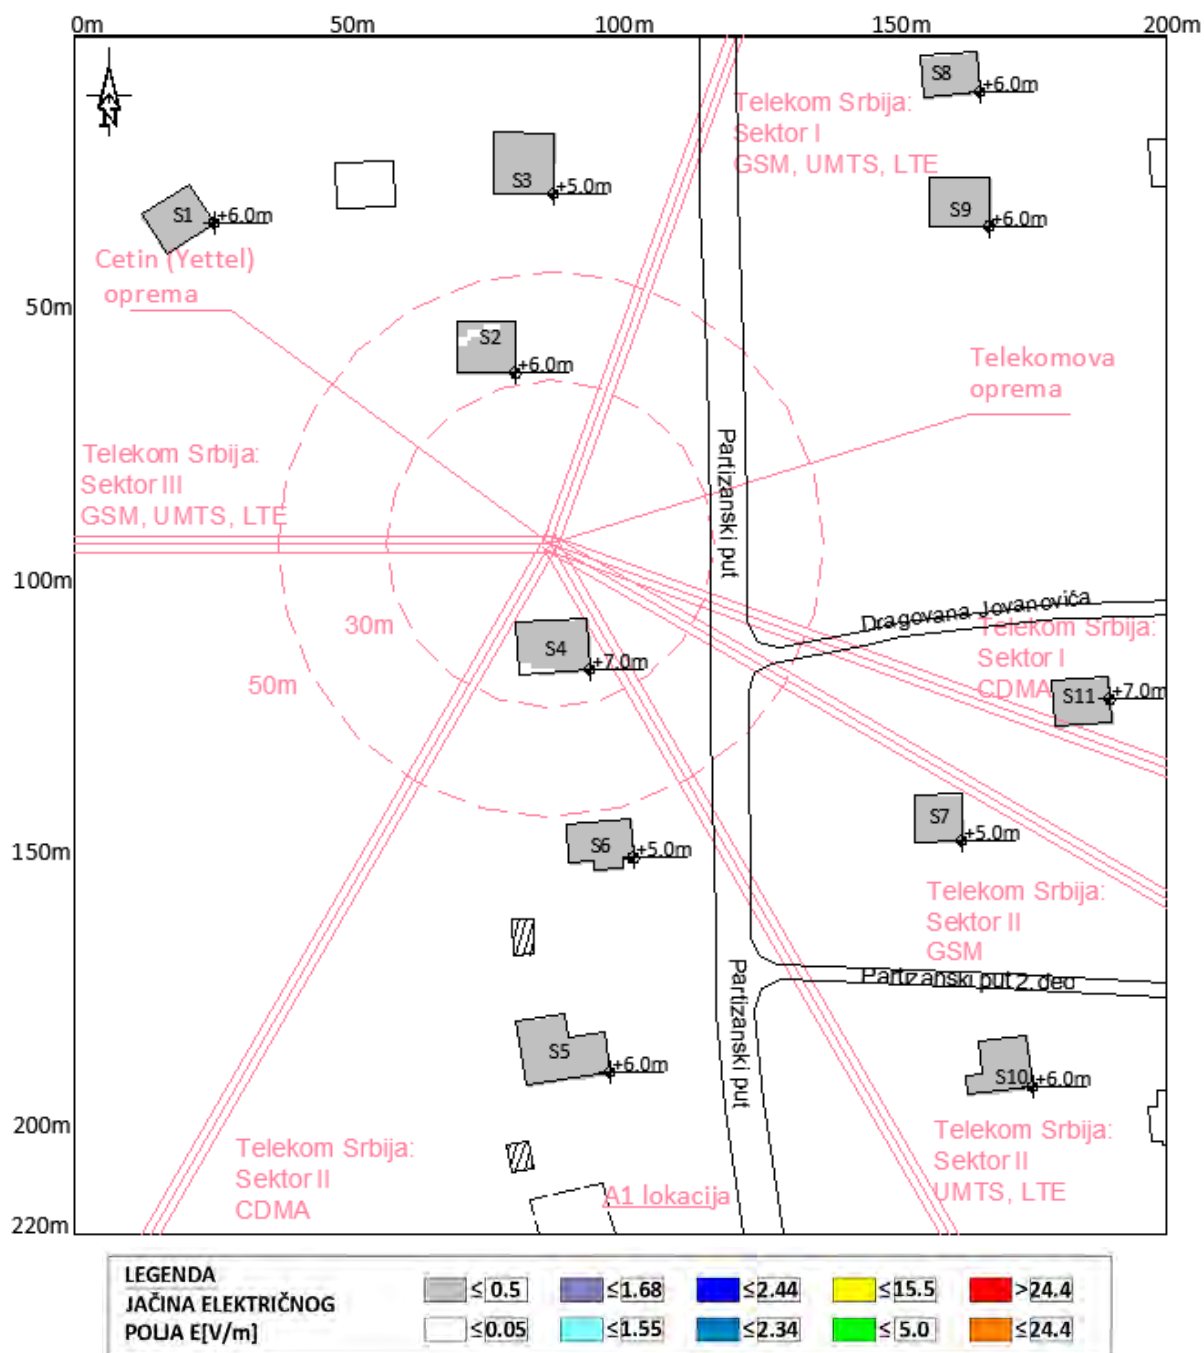 0m
50m
100m
150m
200m
N
S8
+6.0m
Telekom Srbija:
Sektor I
GSM, UMTS, LTE
S3
+5.0m
S1
+6.0m
S9
+6.0m
Cetin (Yettel)
oprema
50m
S2
+6.0m
Telekomova
oprema
Partizanski put
Telekom Srbija:
Sektor III
GSM, UMTS, LTE
100m
Dragovana Jovanovića
30m
S4
+7.0m
Telekom Srbija:
Sektor I
CDMA
50m
S11
+7.0m
S7
+5.0m
150m
S6
+5.0m
Telekom Srbija:
Sektor II
GSM
Partizanski put
Partizanski put 2. deo
S5
+6.0m
S10
+6.0m
200m
Telekom Srbija:
Sektor II
CDMA
Telekom Srbija:
Sektor II
UMTS, LTE
A1 lokacija
220m
LEGENDA
JAČINA ELEKTRIČNOG
POLJA E[V/m]
≤ 0.5
≤1.68
≤2.44
≤15.5
>24.4
≤0.05
≤1.55
≤2.34
≤ 5.0
≤24.4